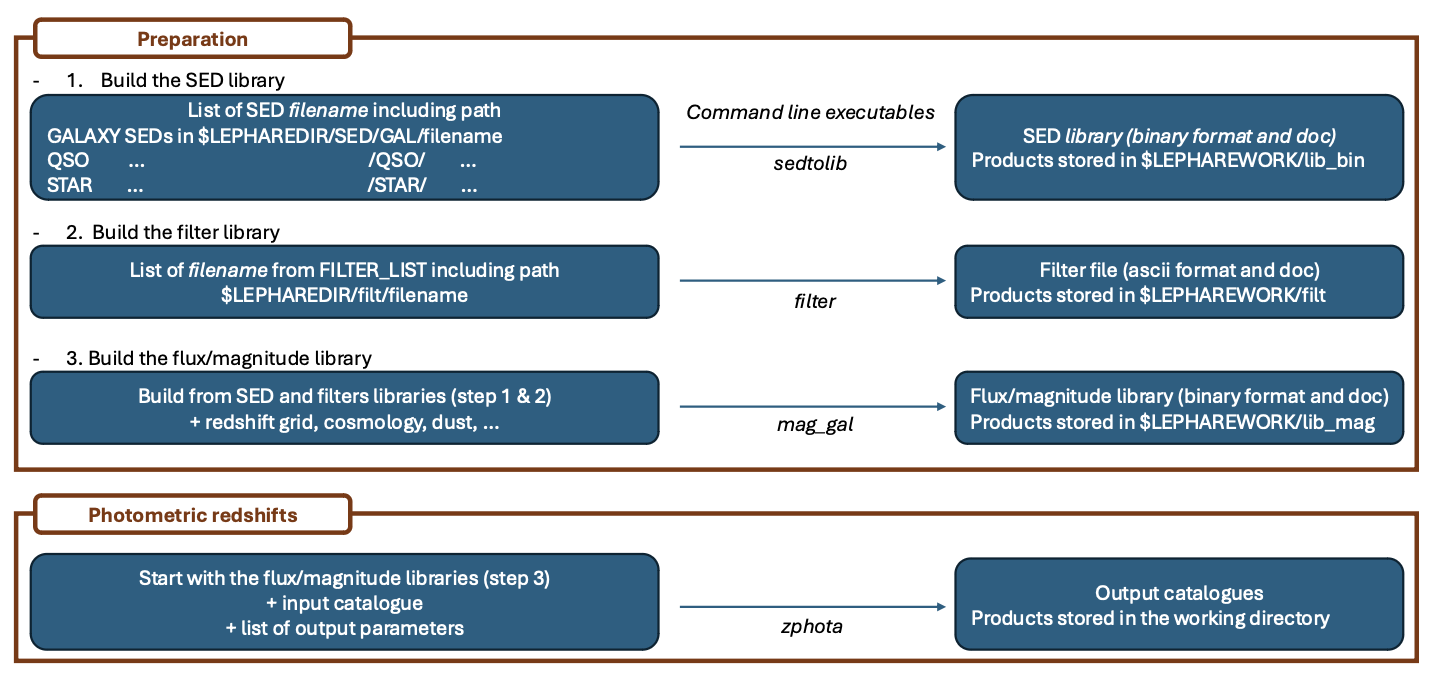 Preparation
- 1. Build the SED library
List of SED filename including path
GALAXY SEDs in $LEPHAREDIR/SED/GAL/filename
QSO ... /QSO/ ...
STAR ... /STAR/ ...
Command line executables
sedtolib
SED library (binary format and doc)
Products stored in $LEPHAREWORK/lib_bin
- 2. Build the filter library
List of filename from FILTER_LIST including path
$LEPHAREDIR/filt/filename
filter
Filter file (ascii format and doc)
Products stored in $LEPHAREWORK/filt
- 3. Build the flux/magnitude library
Build from SED and filters libraries (step 1 & 2)
+ redshift grid, cosmology, dust, ...
mag_gal
Flux/magnitude library (binary format and doc)
Products stored in $LEPHAREWORK/lib_mag
Photometric redshifts
Start with the flux/magnitude libraries (step 3)
+ input catalogue
+ list of output parameters
zphota
Output catalogues
Products stored in the working directory